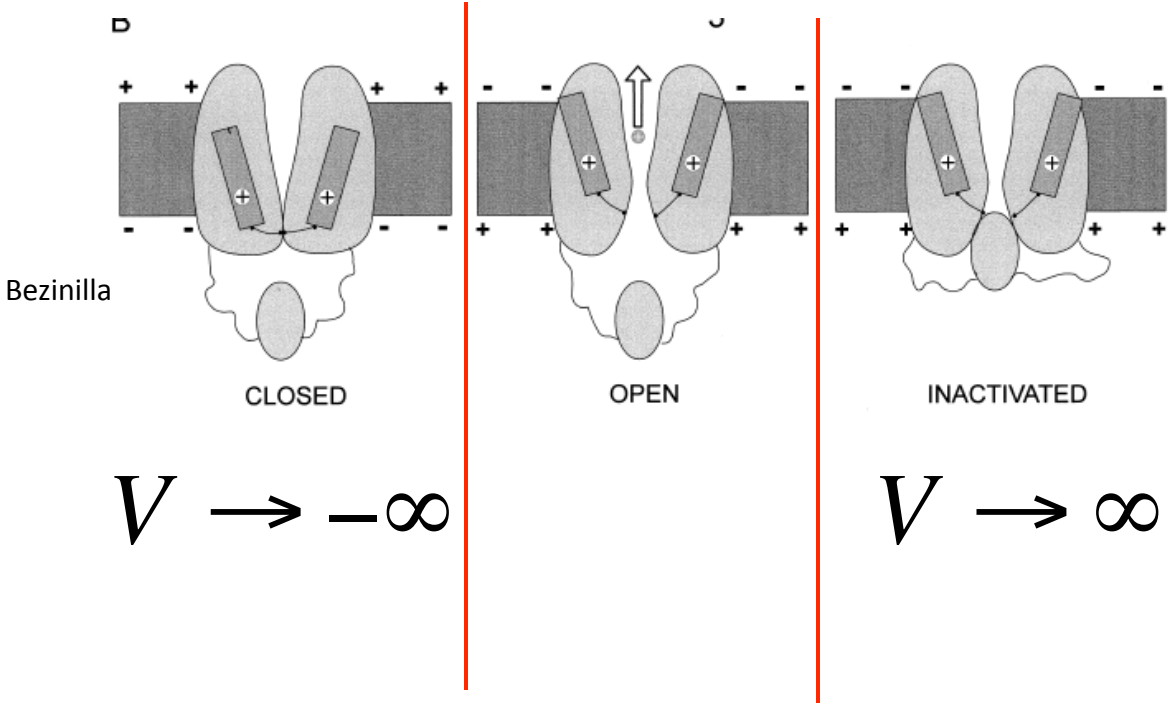 B
+ + + +
- - - -
- - - -
+ + + +
- - - -
+ + + +
+ +
+ +
+ +
Bezinilla
CLOSED
OPEN
INACTIVATED
V → −∞
V → ∞